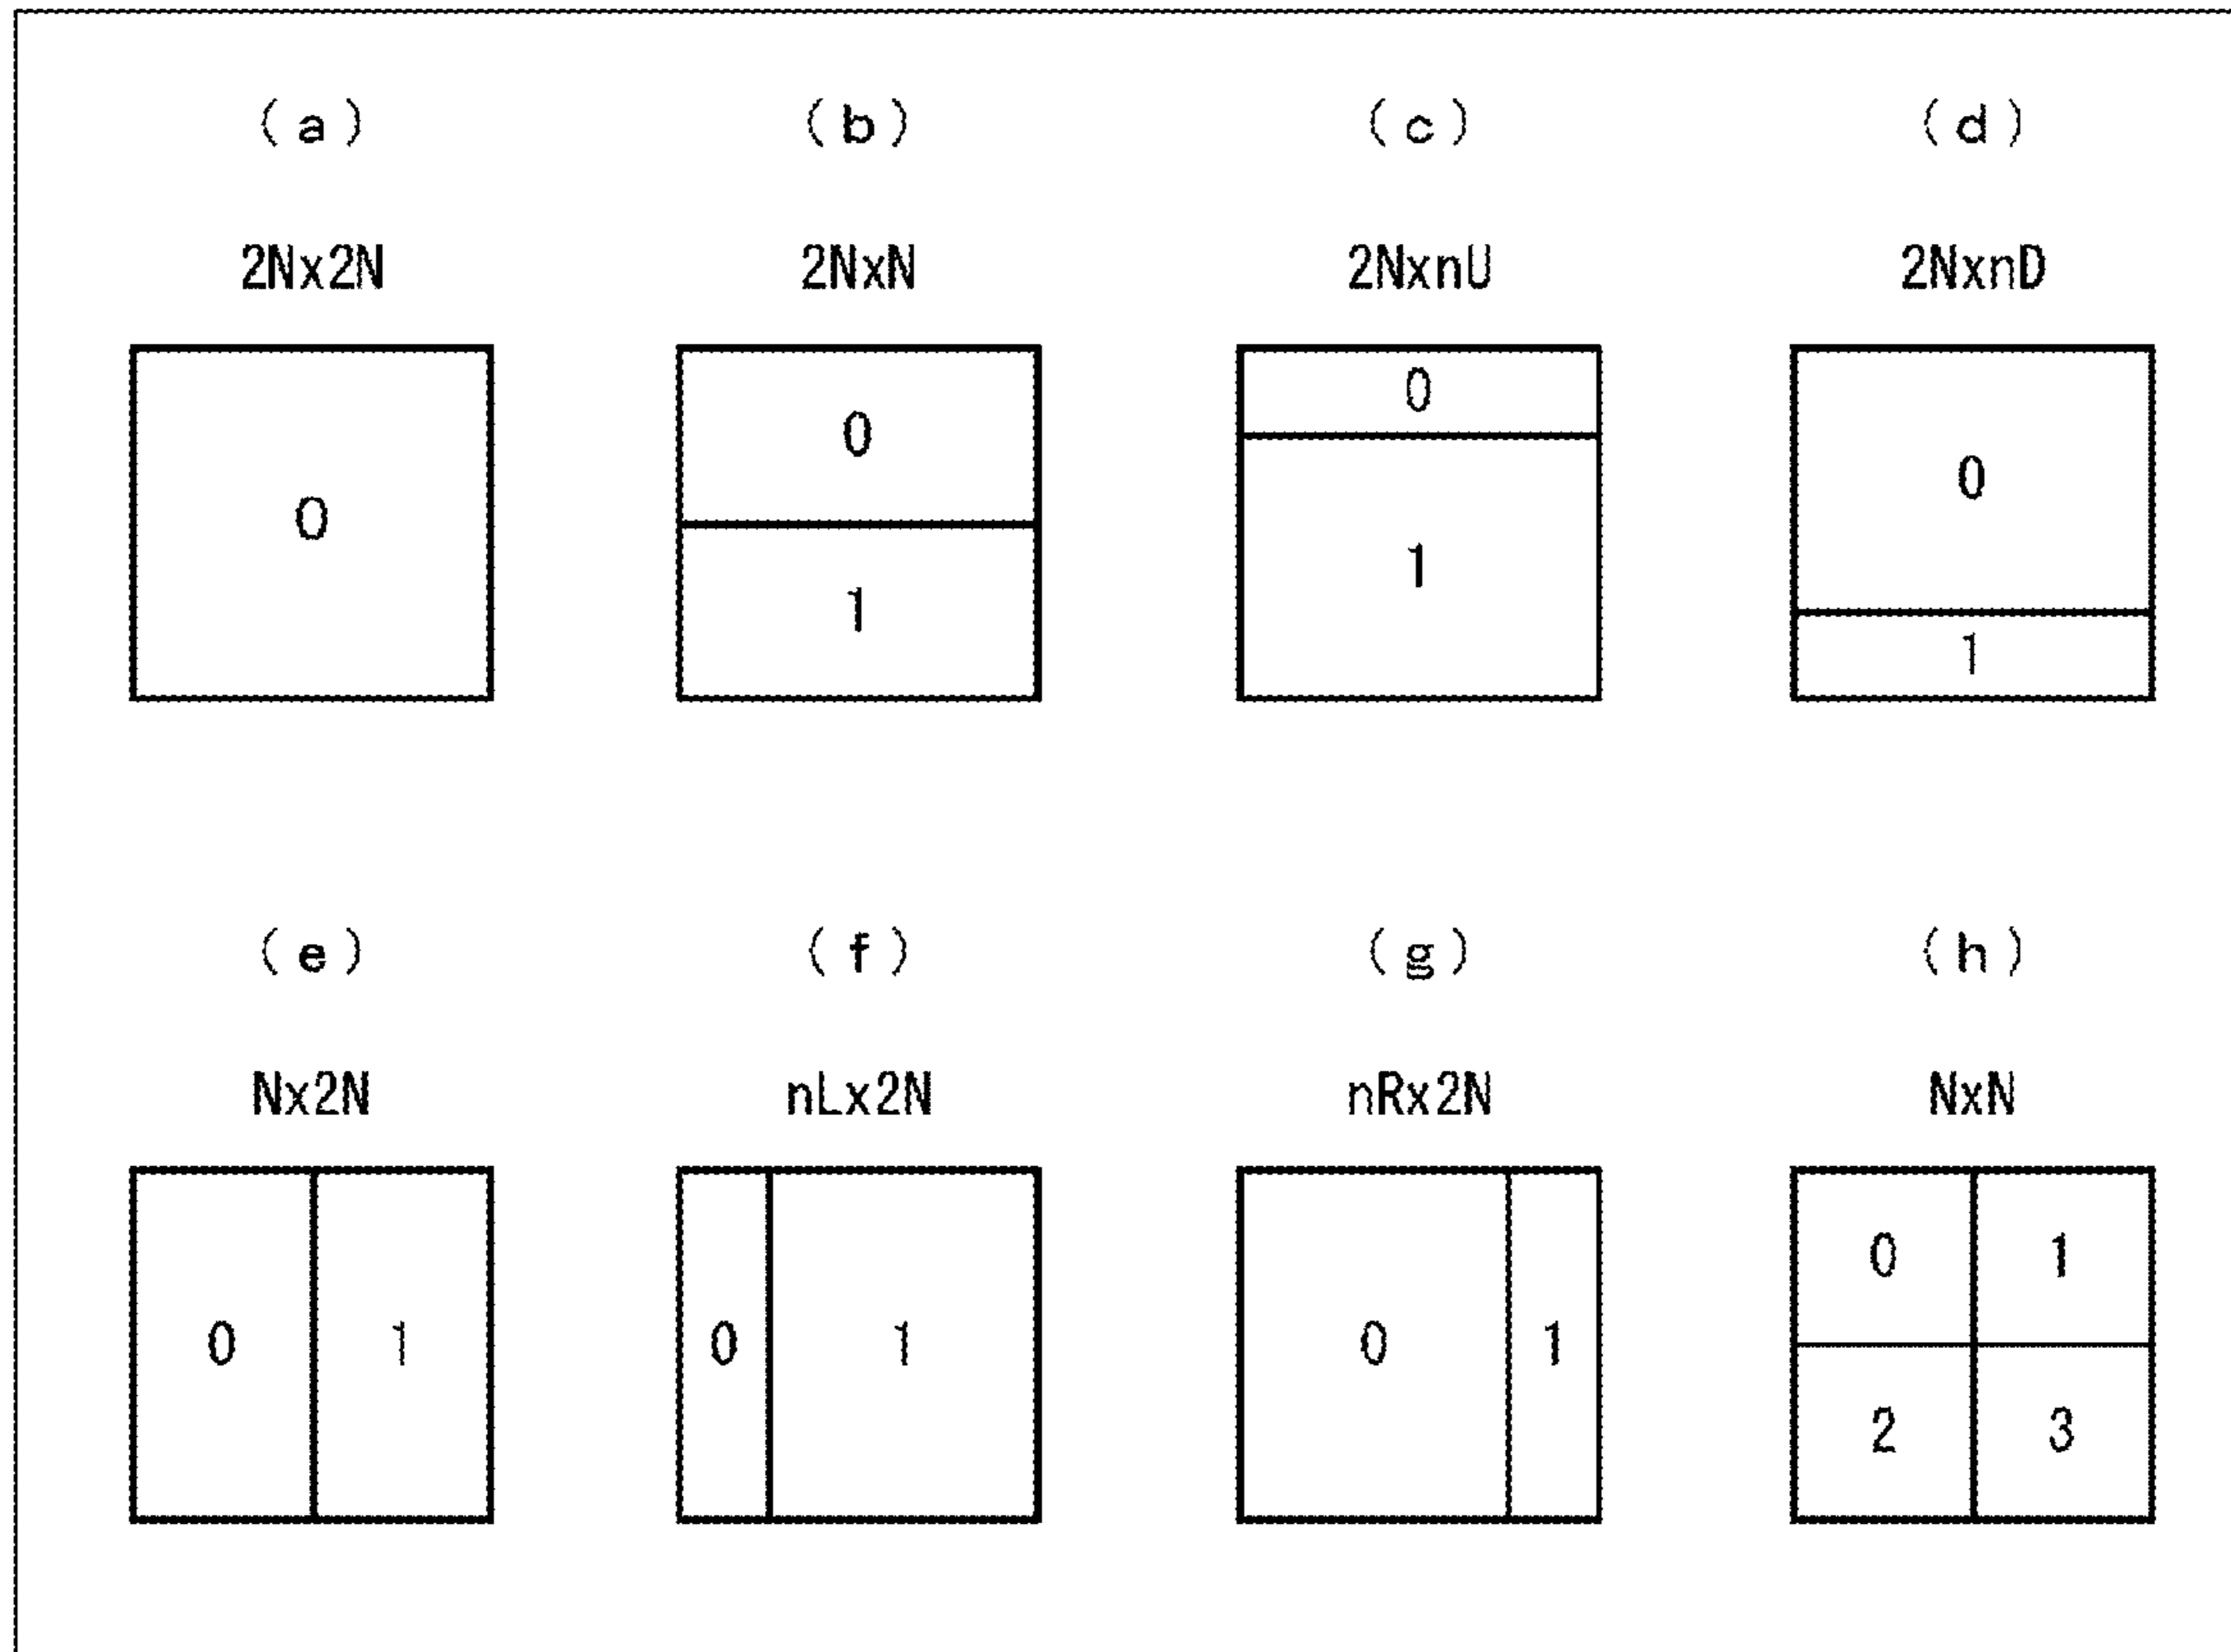 (a) (b) (c) (d)
2Nx2N 2NxN 2NxnU 2NxnD
0 0 0 0
1 1 1
(e) (f) (g) (h)
Nx2N nLx2N nRx2N NxN
0 1 0 1 0 1 0 1
2 3